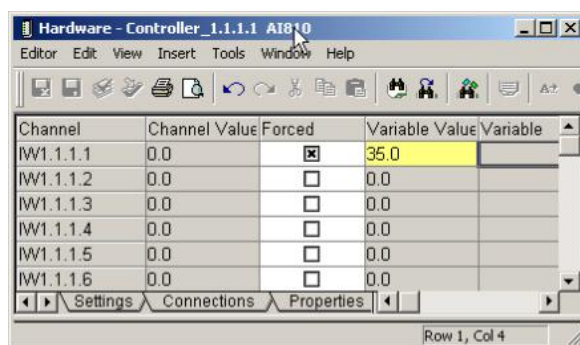 Hardware - Controller_1.1.1.1 AI810
Editor Edit View Insert Tools Window Help
Channel Channel Value Forced Variable Value Variable
IW1.1.1.1 0.0 35.0
IW1.1.1.2 0.0 0.0
IW1.1.1.3 0.0 0.0
IW1.1.1.4 0.0 0.0
IW1.1.1.5 0.0 0.0
IW1.1.1.6 0.0 0.0
Settings Connections Properties
Row 1, Col 4